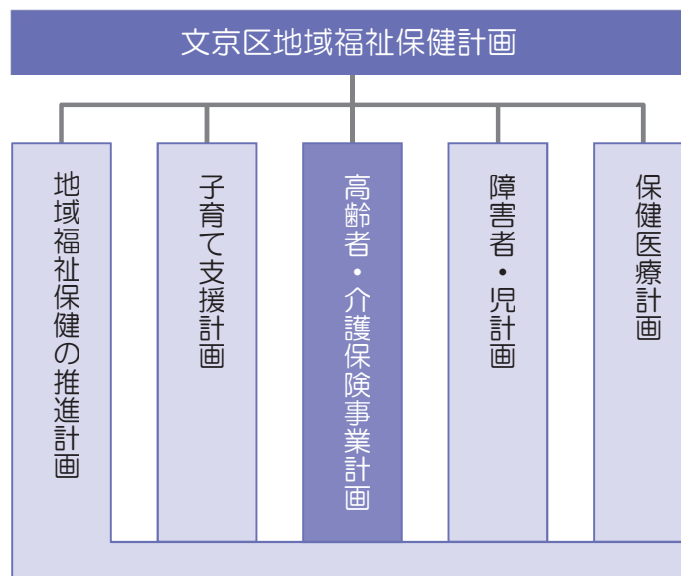 文京区地域福祉保健計画
地域福祉保健の推進計画
子育て支援計画
高齢者・介護保険事業計画
障害者・児計画
保健医療計画